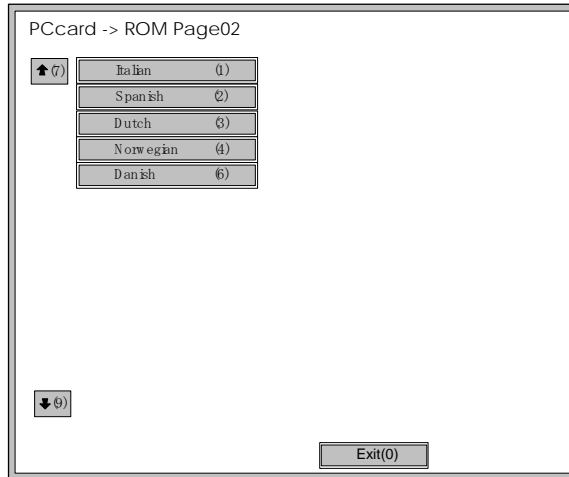 PCcard -> ROM Page02
🡅 (7) Italian (1)
Spanish (2)
Dutch (3)
Norwegian (4)
Danish (6)
🡇 (9)
Exit(0)